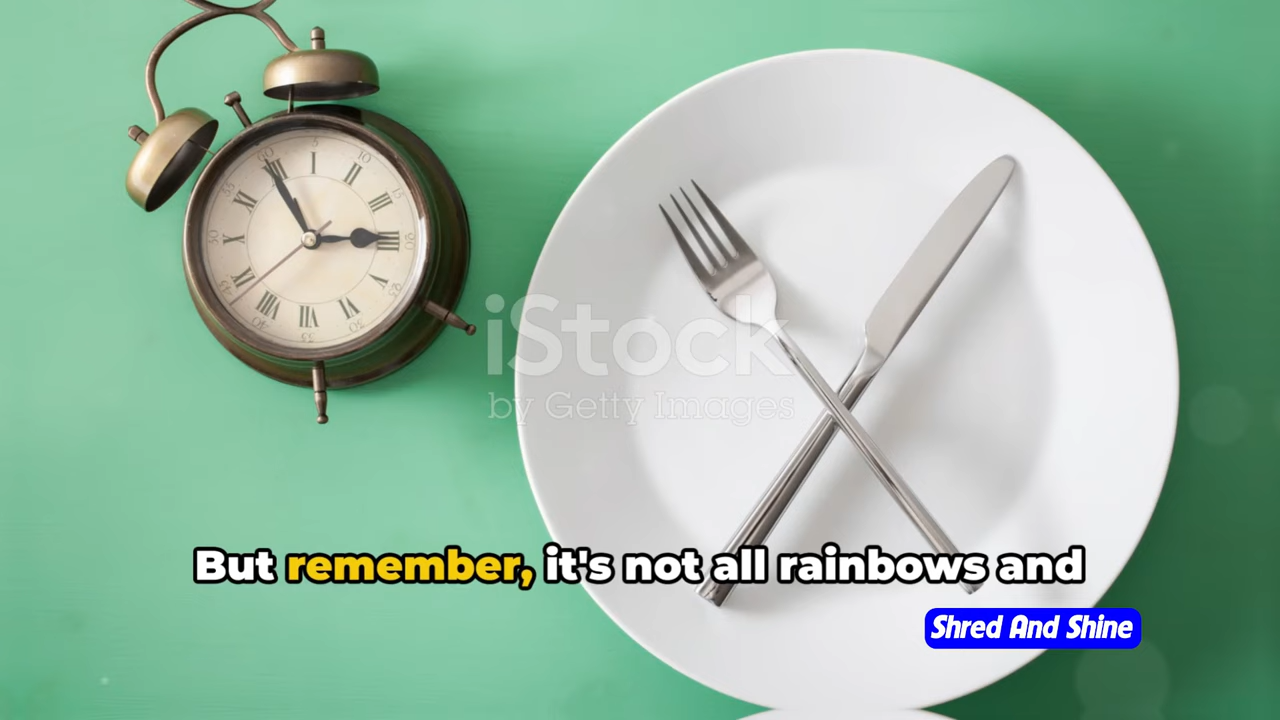 iStock
by Getty Images
But remember, it's not all rainbows and
Shred And Shine